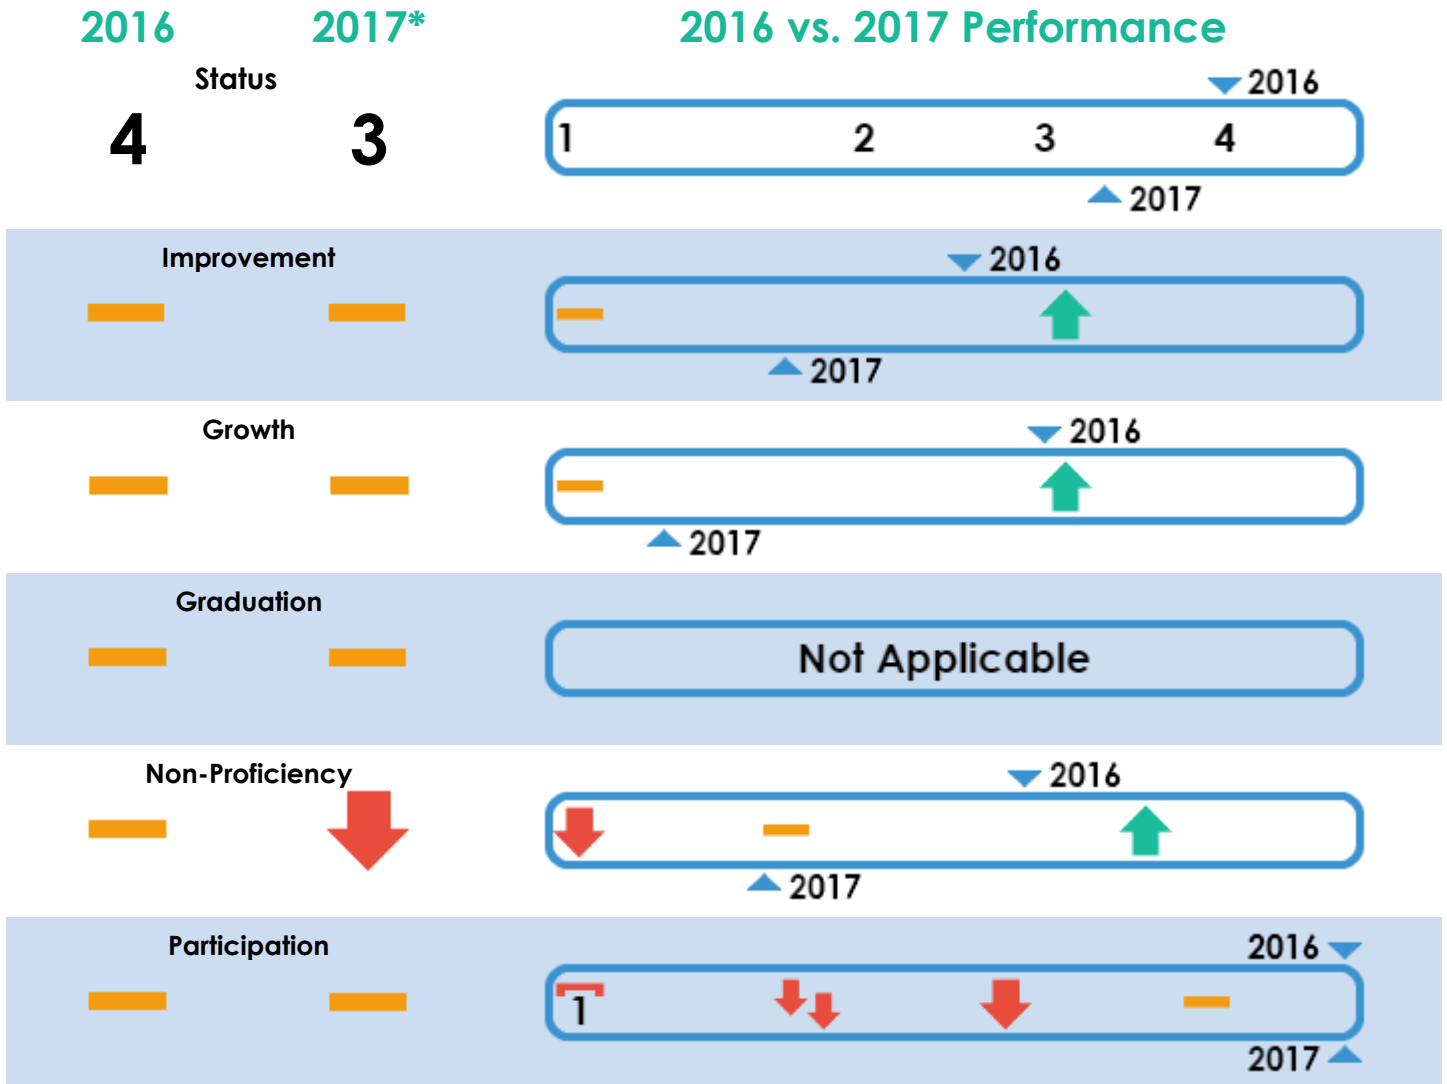 2016 2017* 2016 vs. 2017 Performance
Status
2016
4 3
1 2 3 4
2017
Improvement
2016
2017
Growth
2016
2017
Graduation
Not Applicable
Non-Proficiency
2016
2017
Participation
2016
1
2017